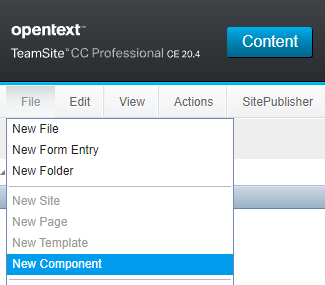 opentext™
TeamSite™ CC Professional CE 20.4
Content
File Edit View Actions SitePublisher
New File
New Form Entry
New Folder
New Site
New Page
New Template
New Component